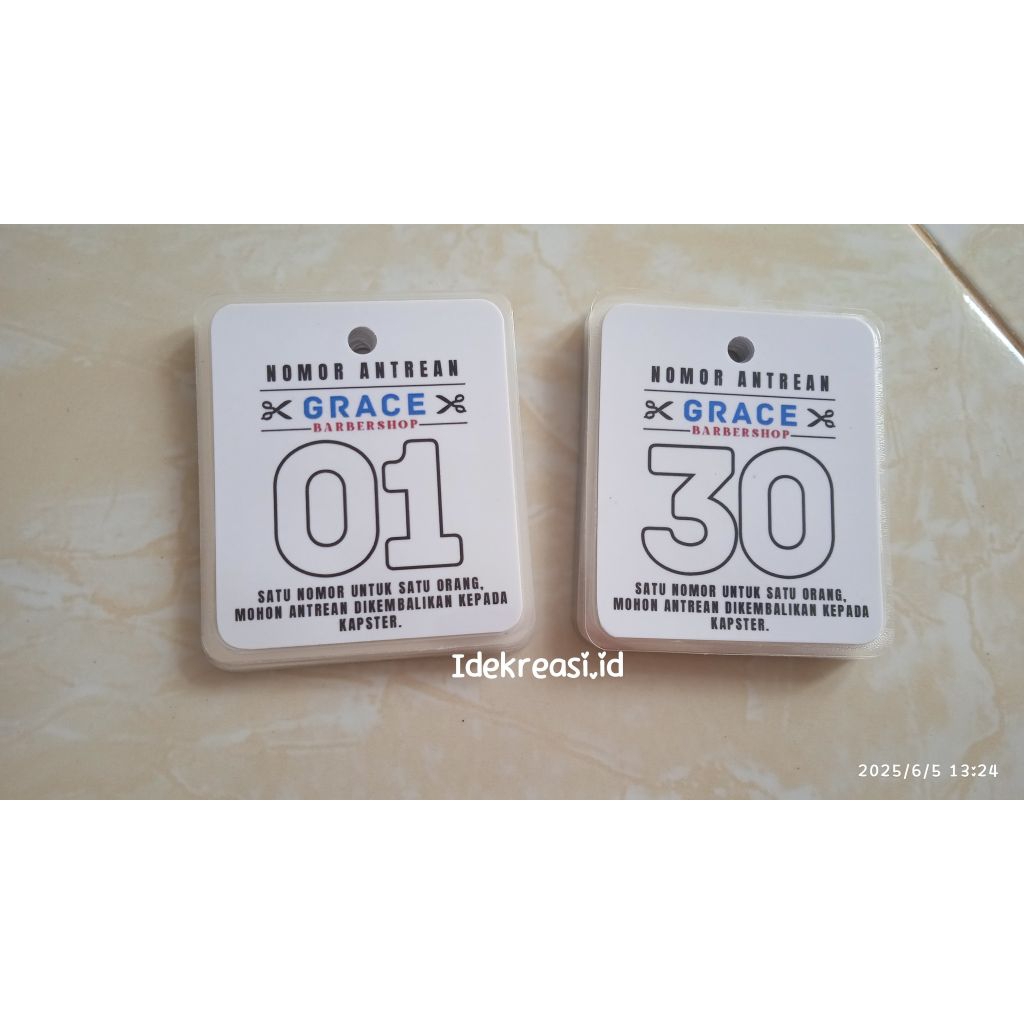 NOMOR ANTREAN
GRACE
BARBERSHOP
01
SATU NOMOR UNTUK SATU ORANG,
MOHON ANTREAN DIKEMBALIKAN KEPADA
KAPSTER.
NOMOR ANTREAN
GRACE
BARBERSHOP
30
SATU NOMOR UNTUK SATU ORANG,
MOHON ANTREAN DIKEMBALIKAN KEPADA
KAPSTER.
Idekreasi.id
2025/6/5 13:24